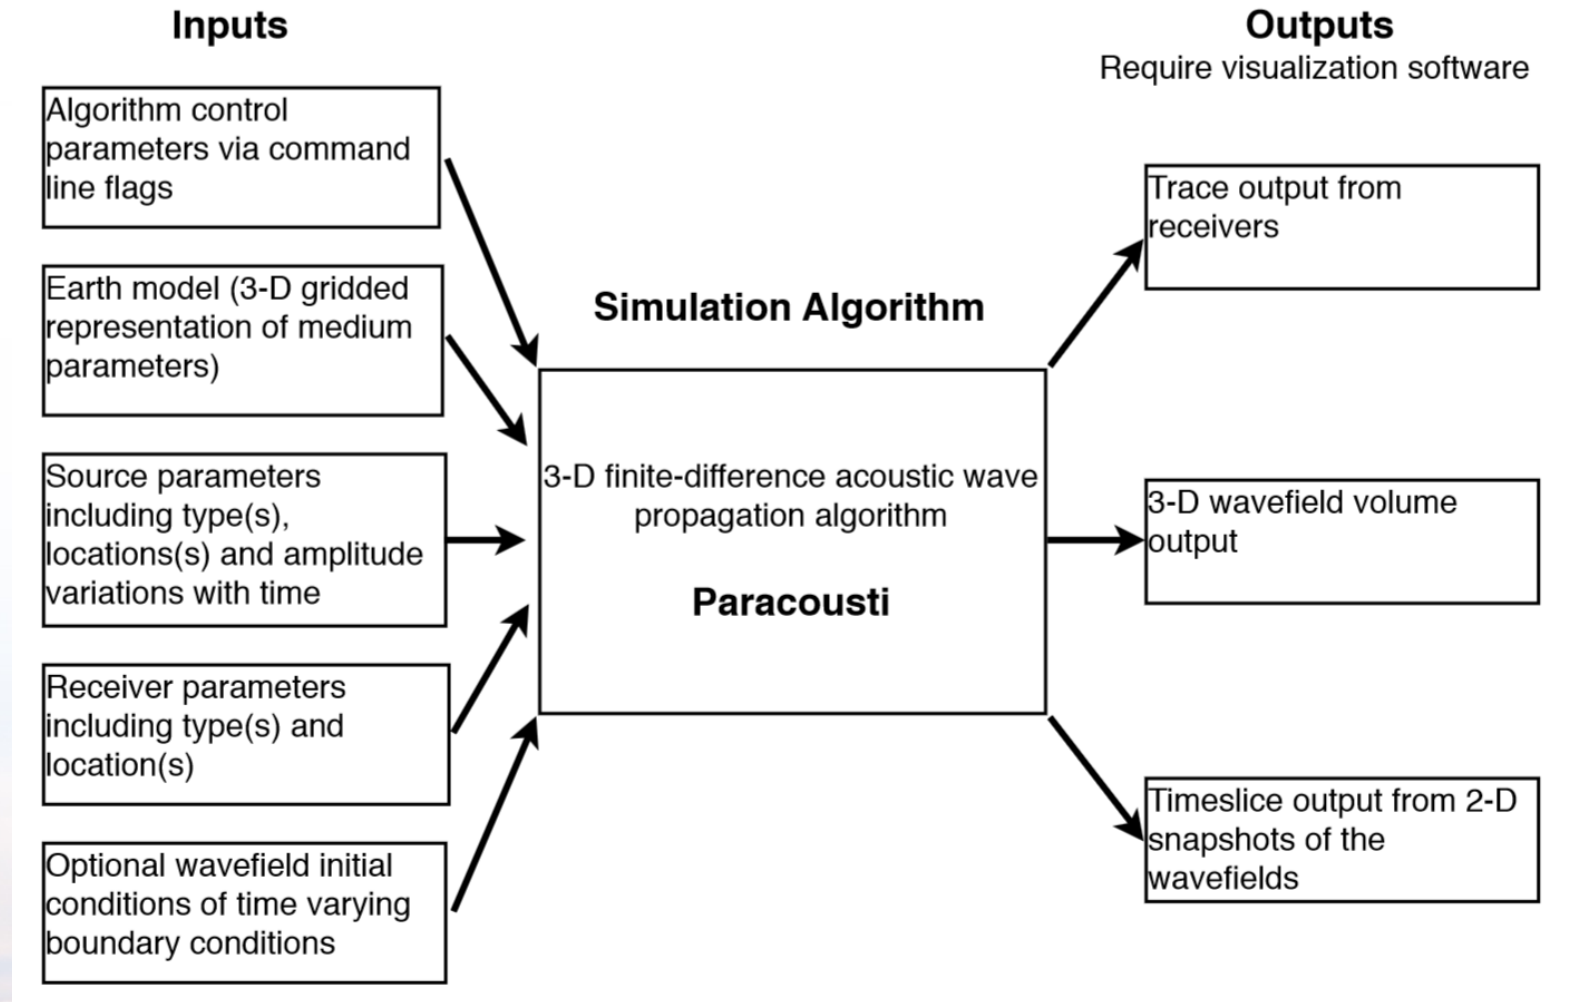 Inputs
Algorithm control
parameters via command
line flags
Earth model (3-D gridded
representation of medium
parameters)
Source parameters
including type(s),
locations(s) and amplitude
variations with time
Receiver parameters
including type(s) and
location(s)
Optional wavefield initial
conditions of time varying
boundary conditions
Simulation Algorithm
3-D finite-difference acoustic wave
propagation algorithm
Paracousti
Outputs
Require visualization software
Trace output from
receivers
3-D wavefield volume
output
Timeslice output from 2-D
snapshots of the
wavefields